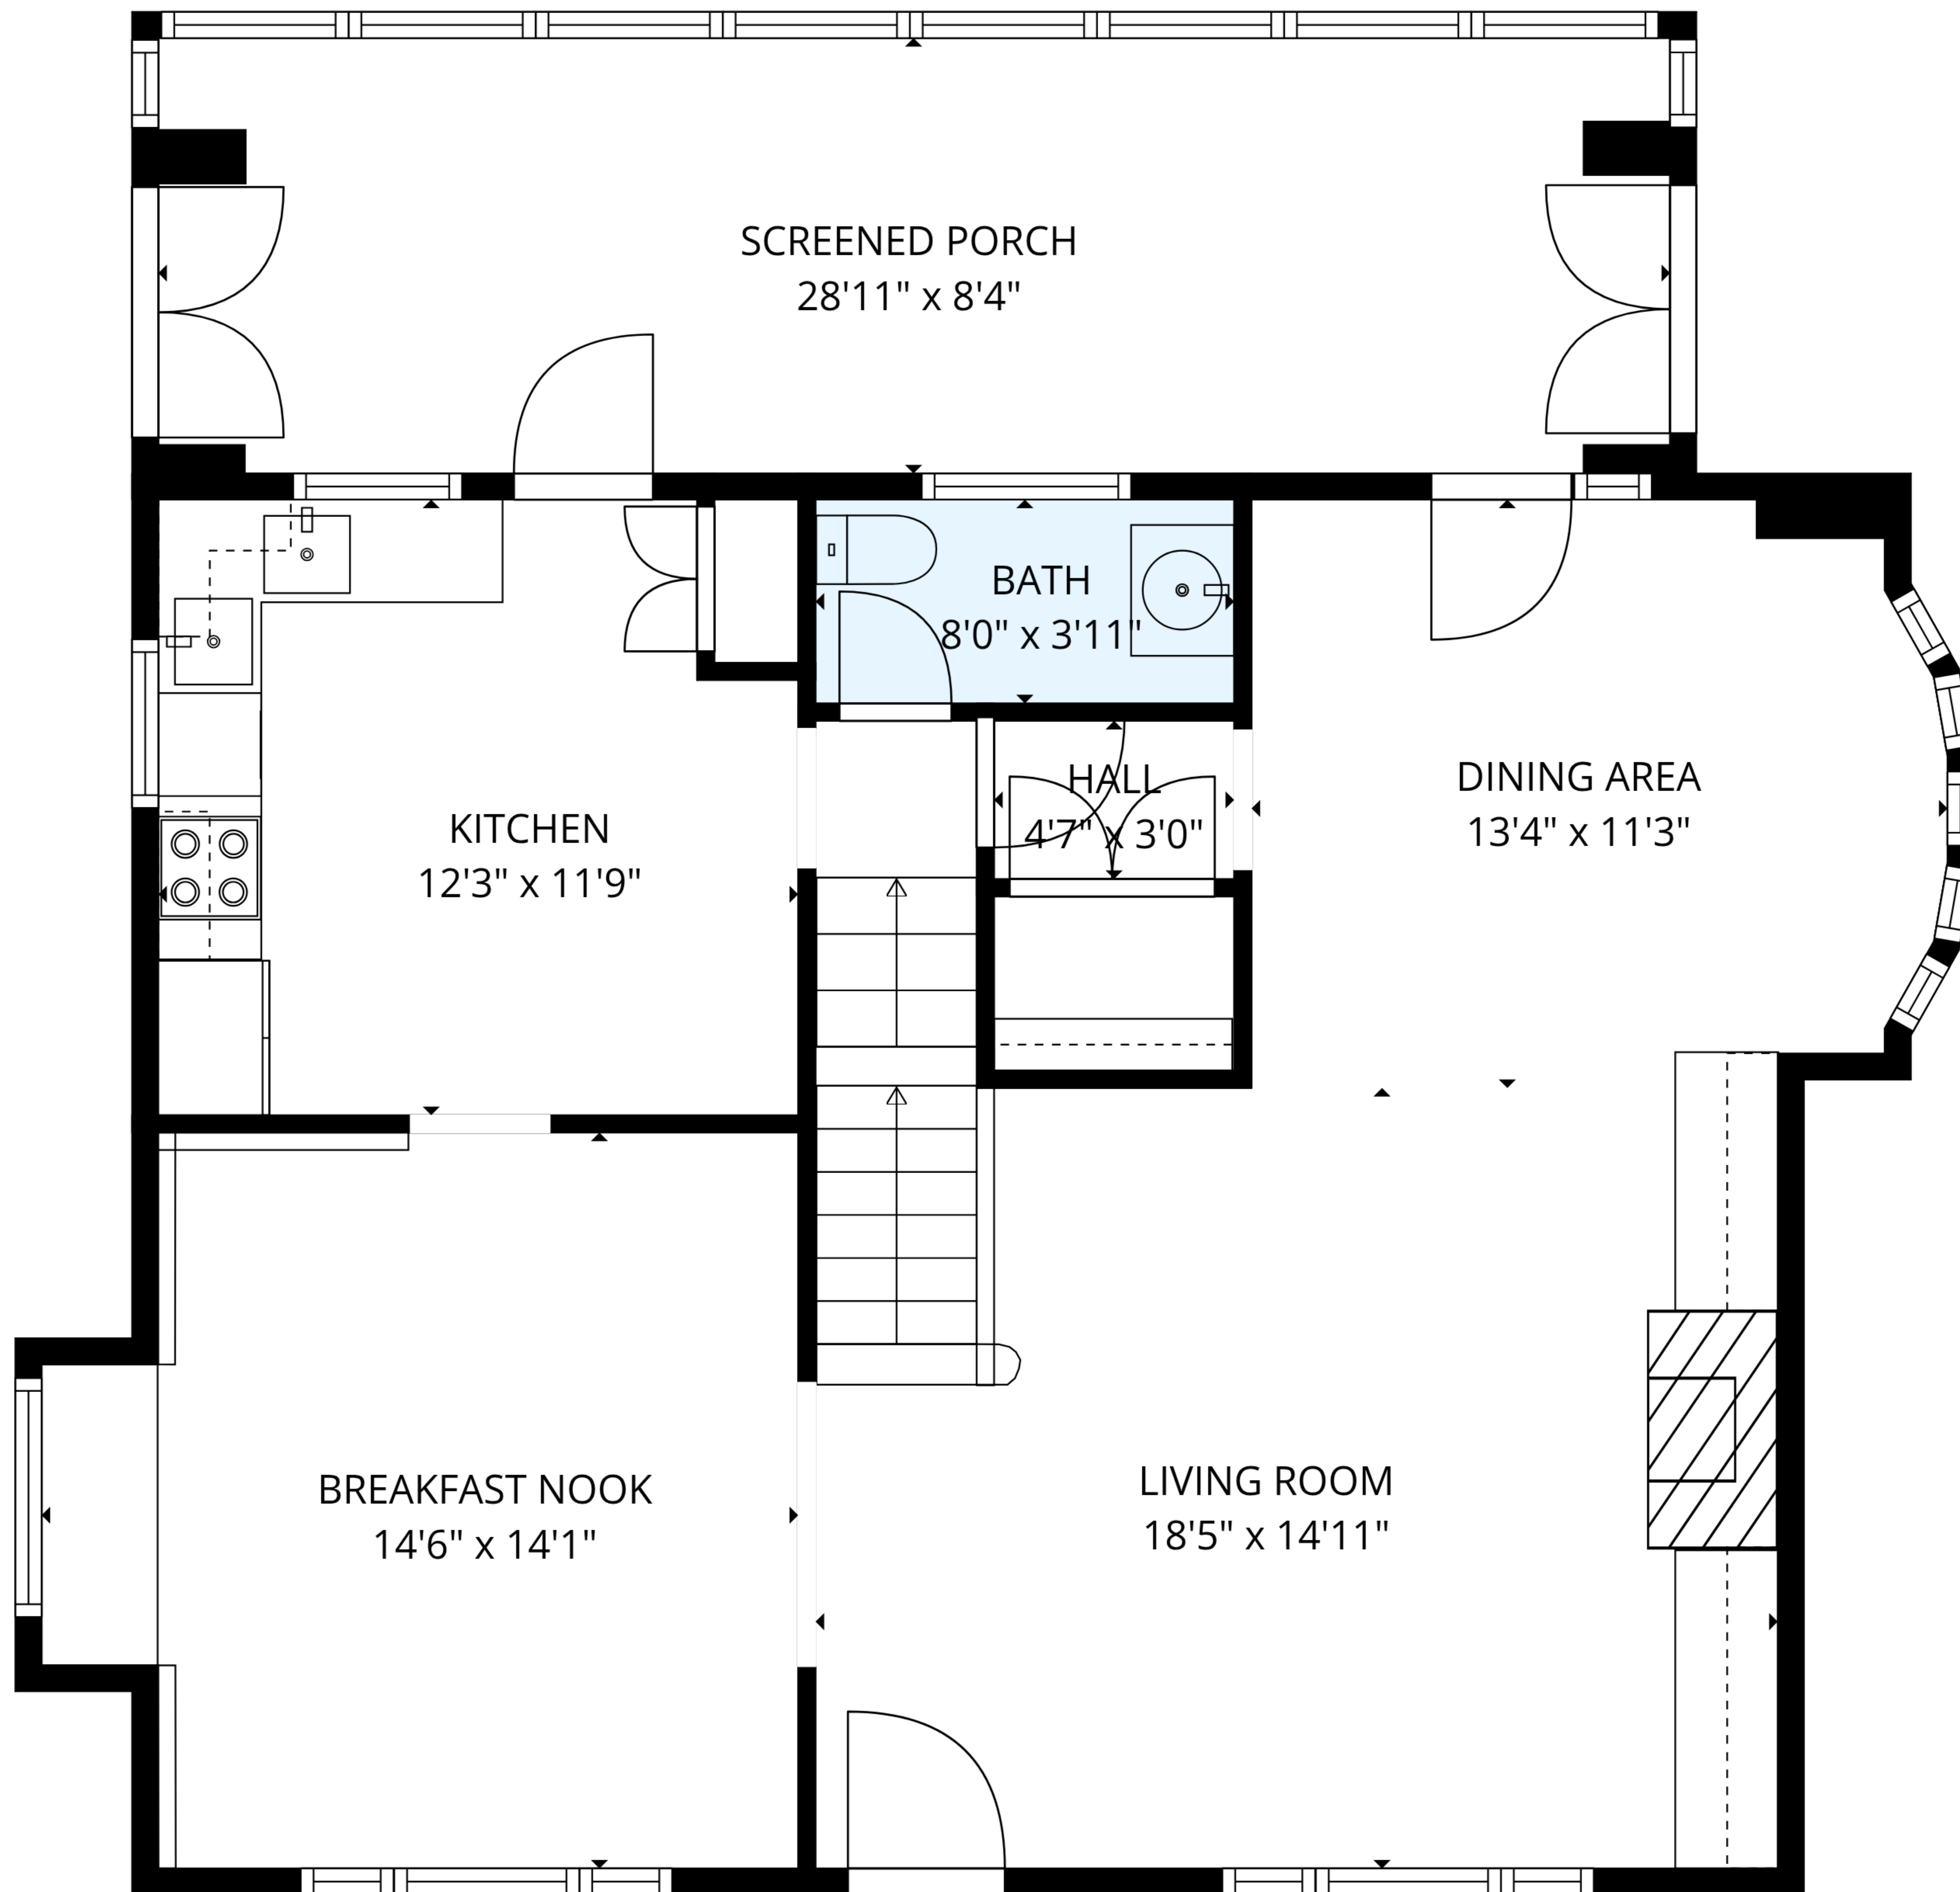 SCREENED PORCH
28'11" x 8'4"
BATH
8'0" x 3'11"
HALL
4'7" x 3'0"
DINING AREA
13'4" x 11'3"
KITCHEN
12'3" x 11'9"
BREAKFAST NOOK
14'6" x 14'1"
LIVING ROOM
18'5" x 14'11"